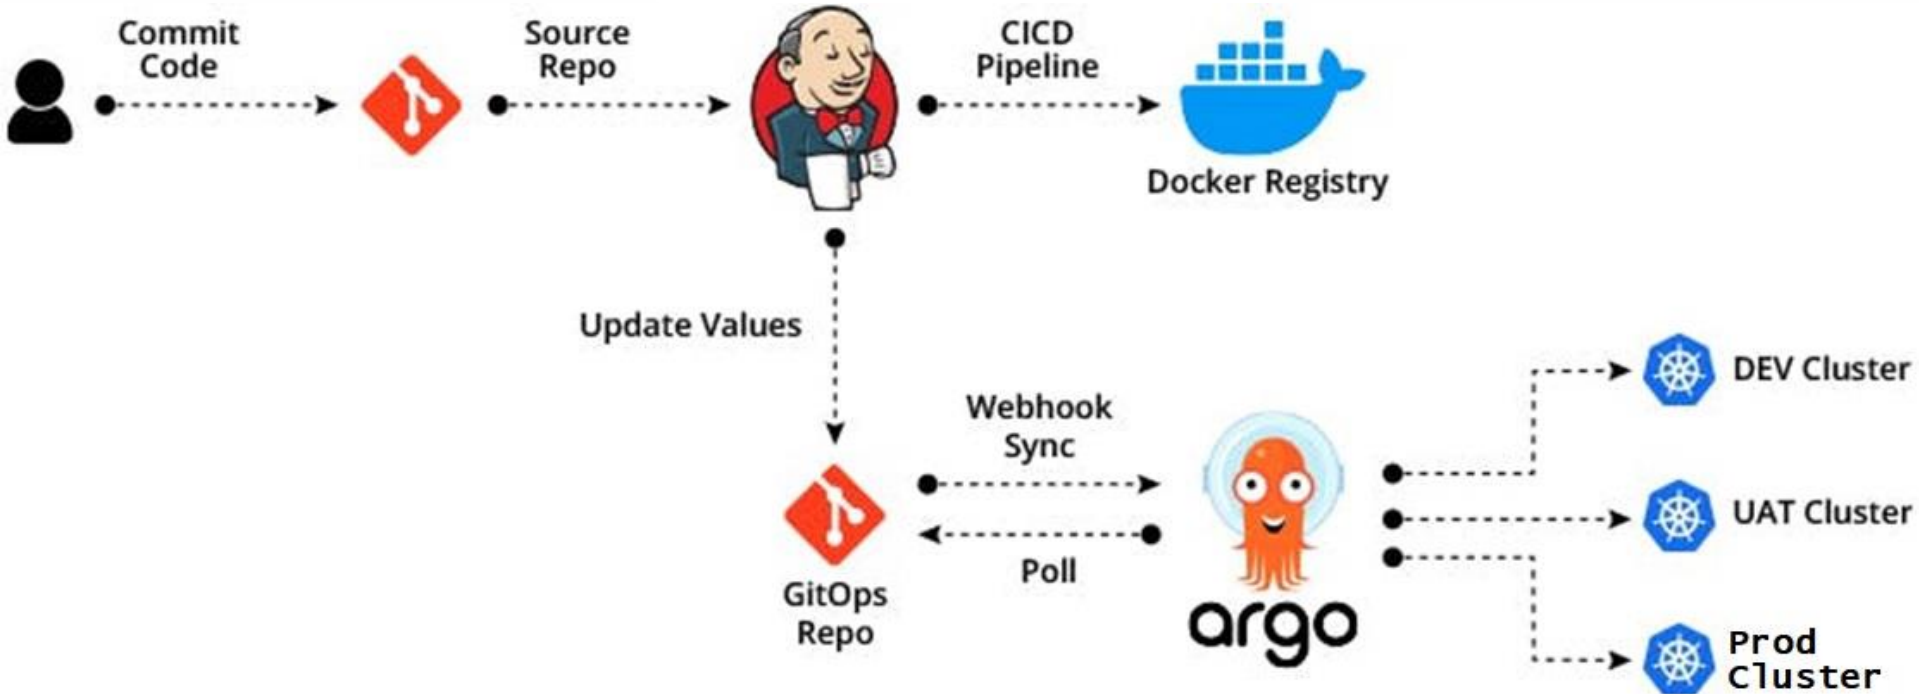 Commit
Code
Source
Repo
CICD
Pipeline
Docker Registry
Update Values
Webhook
Sync
Poll
GitOps
Repo
argo
DEV Cluster
UAT Cluster
Prod
Cluster